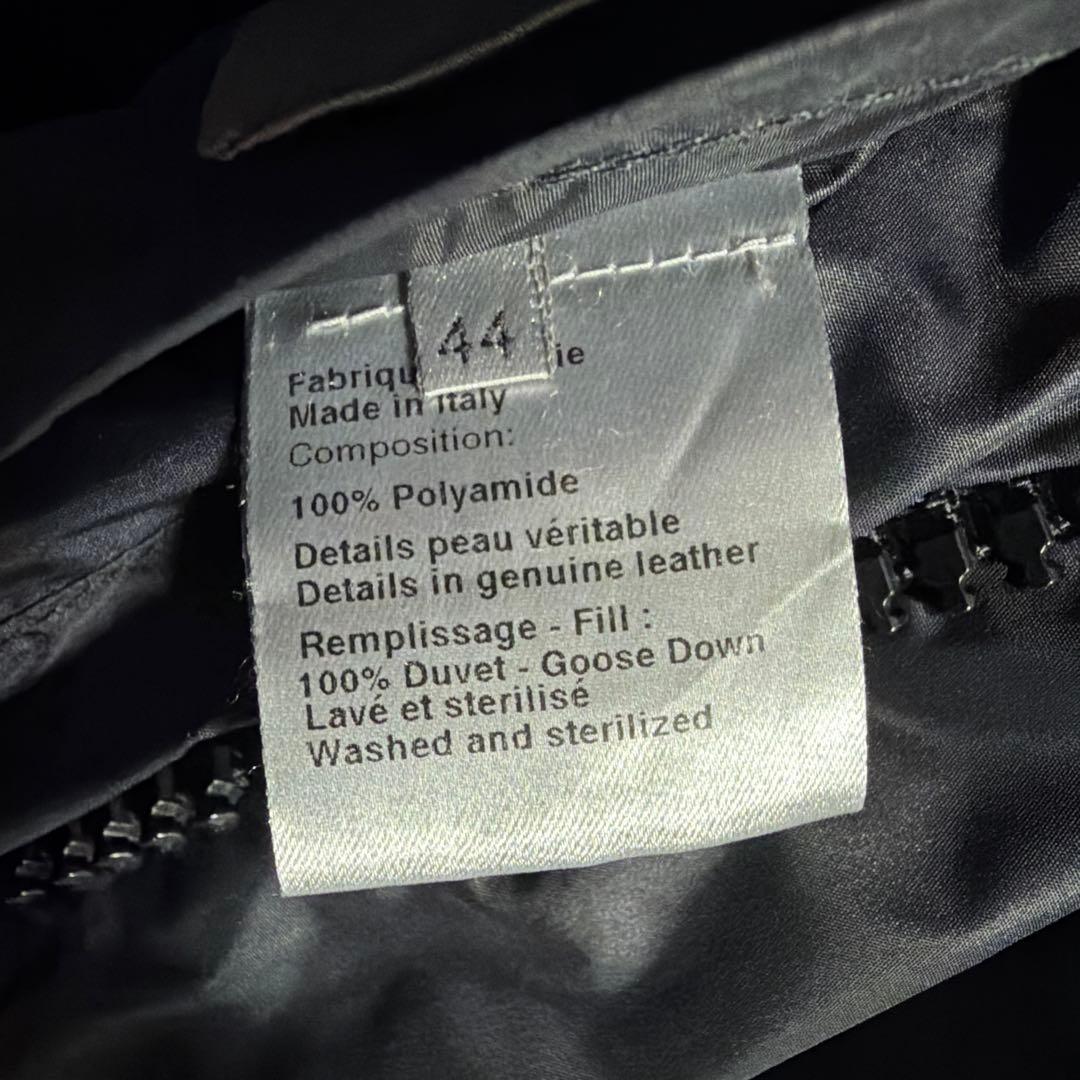 44
Fabriqu ie
Made in Italy
Composition:
100% Polyamide
Details peau véritable
Details in genuine leather
Remplissage - Fill :
100% Duvet - Goose Down
Lavé et sterilisé
Washed and sterilized